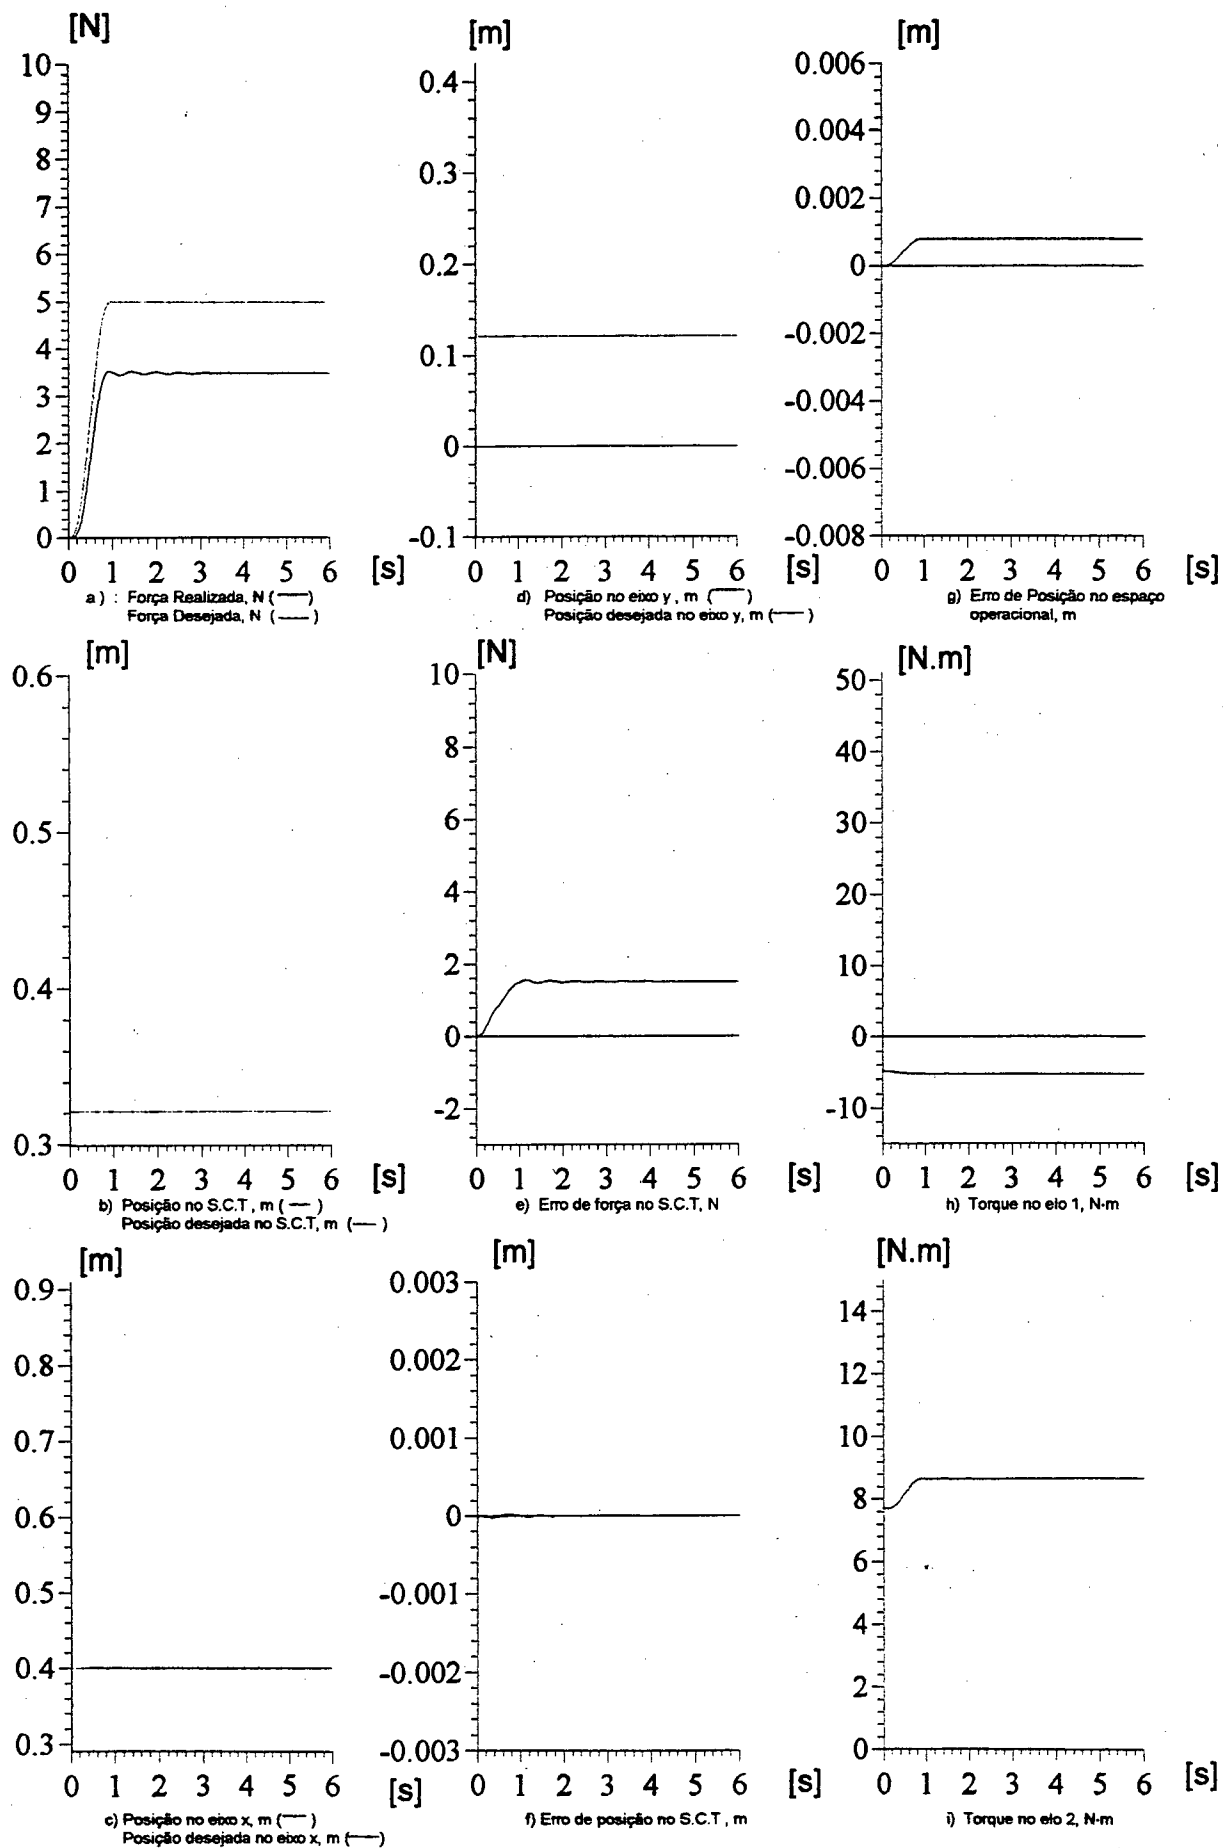 [N]
10
9
8
7
6
5
4
3
2
1
0
0 1 2 3 4 5 6 [s]
a) : Força Realizada, N (—)
Força Desejada, N (—)
[m]
0.4
0.3
0.2
0.1
0
-0.1
0 1 2 3 4 5 6 [s]
d) Posição no eixo y , m (—)
Posição desejada no eixo y, m (—)
[m]
0.006
0.004
0.002
0
-0.002
-0.004
-0.006
-0.008
0 1 2 3 4 5 6 [s]
g) Erro de Posição no espaço
operacional, m
[m]
0.6
0.5
0.4
0.3
0 1 2 3 4 5 6 [s]
b) Posição no S.C.T , m (—)
Posição desejada no S.C.T, m (—)
[N]
10
8
6
4
2
0
-2
0 1 2 3 4 5 6 [s]
e) Erro de força no S.C.T, N
[N.m]
50
40
30
20
10
0
-10
0 1 2 3 4 5 6 [s]
h) Torque no elo 1, N·m
[m]
0.9
0.8
0.7
0.6
0.5
0.4
0.3
0 1 2 3 4 5 6 [s]
c) Posição no eixo x, m (—)
Posição desejada no eixo x, m (—)
[m]
0.003
0.002
0.001
0
-0.001
-0.002
-0.003
0 1 2 3 4 5 6 [s]
f) Erro de posição no S.C.T , m
[N.m]
14
12
10
8
6
4
2
0
0 1 2 3 4 5 6 [s]
i) Torque no elo 2, N·m